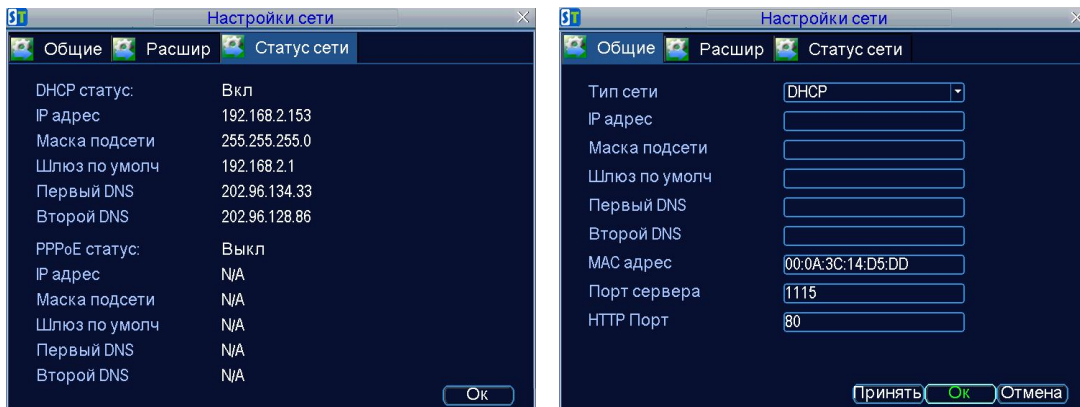 ST Настройки сети
Общие Расшир Статус сети
DHCP статус: Вкл
IP адрес 192.168.2.153
Маска подсети 255.255.255.0
Шлюз по умолч 192.168.2.1
Первый DNS 202.96.134.33
Второй DNS 202.96.128.86
PPPoE статус: Выкл
IP адрес N/A
Маска подсети N/A
Шлюз по умолч N/A
Первый DNS N/A
Второй DNS N/A
Ок
ST Настройки сети
Общие Расшир Статус сети
Тип сети DHCP
IP адрес
Маска подсети
Шлюз по умолч
Первый DNS
Второй DNS
MAC адрес 00:0A:3C:14:D5:DD
Порт сервера 1115
HTTP Порт 80
Принять Ок Отмена